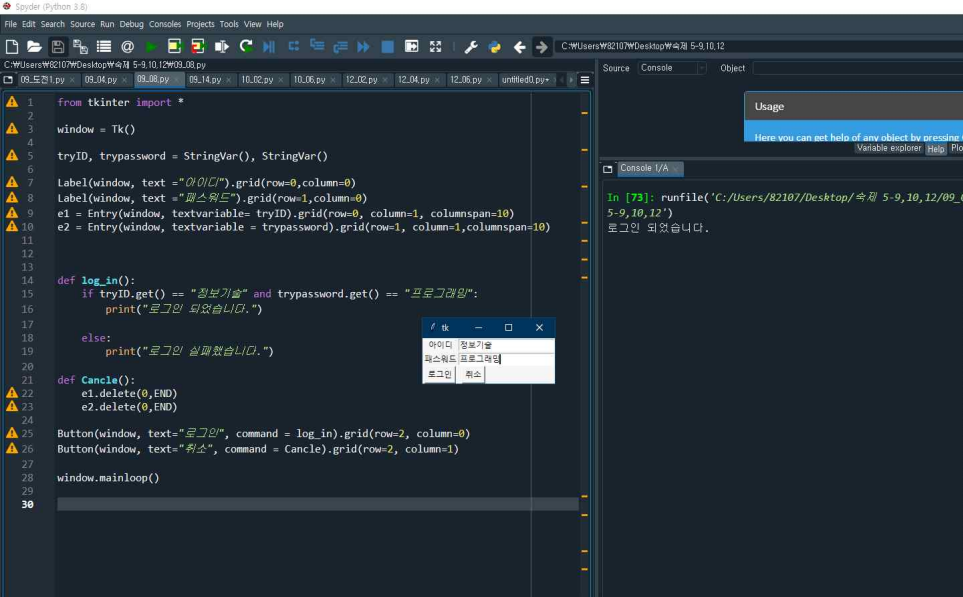 Spyder (Python 3.8)
File Edit Search Source Run Debug Consoles Projects Tools View Help
C:₩Users₩82107₩Desktop₩숙제 5-9,10,12
C:₩Users₩82107₩Desktop₩숙제 5-9,10,12₩09_08.py
09_도전1.py 09_04.py 09_08.py 09_14.py 10_02.py 10_06.py 12_02.py 12_04.py 12_06.py untitled0.py*
1 from tkinter import *
2
3 window = Tk()
4
5 tryID, trypassword = StringVar(), StringVar()
6
7 Label(window, text ="아이디").grid(row=0,column=0)
8 Label(window, text ="패스워드").grid(row=1,column=0)
9 e1 = Entry(window, textvariable= tryID).grid(row=0, column=1, columnspan=10)
10 e2 = Entry(window, textvariable = trypassword).grid(row=1, column=1,columnspan=10)
11
12
13
14 def log_in():
15 if tryID.get() == "정보기술" and trypassword.get() == "프로그래밍":
16 print("로그인 되었습니다.")
17
18 else:
19 print("로그인 실패했습니다.")
20
21 def Cancle():
22 e1.delete(0,END)
23 e2.delete(0,END)
24
25 Button(window, text="로그인", command = log_in).grid(row=2, column=0)
26 Button(window, text="취소", command = Cancle).grid(row=2, column=1)
27
28 window.mainloop()
29
30
tk
아이디 정보기술
패스워드 프로그래밍
로그인 취소
Source Console Object
Usage
Here you can get help of any object by pressing
Variable explorer Help Plo
Console 1/A
In [73]: runfile('C:/Users/82107/Desktop/숙제 5-9,10,12/09_0
5-9,10,12')
로그인 되었습니다.